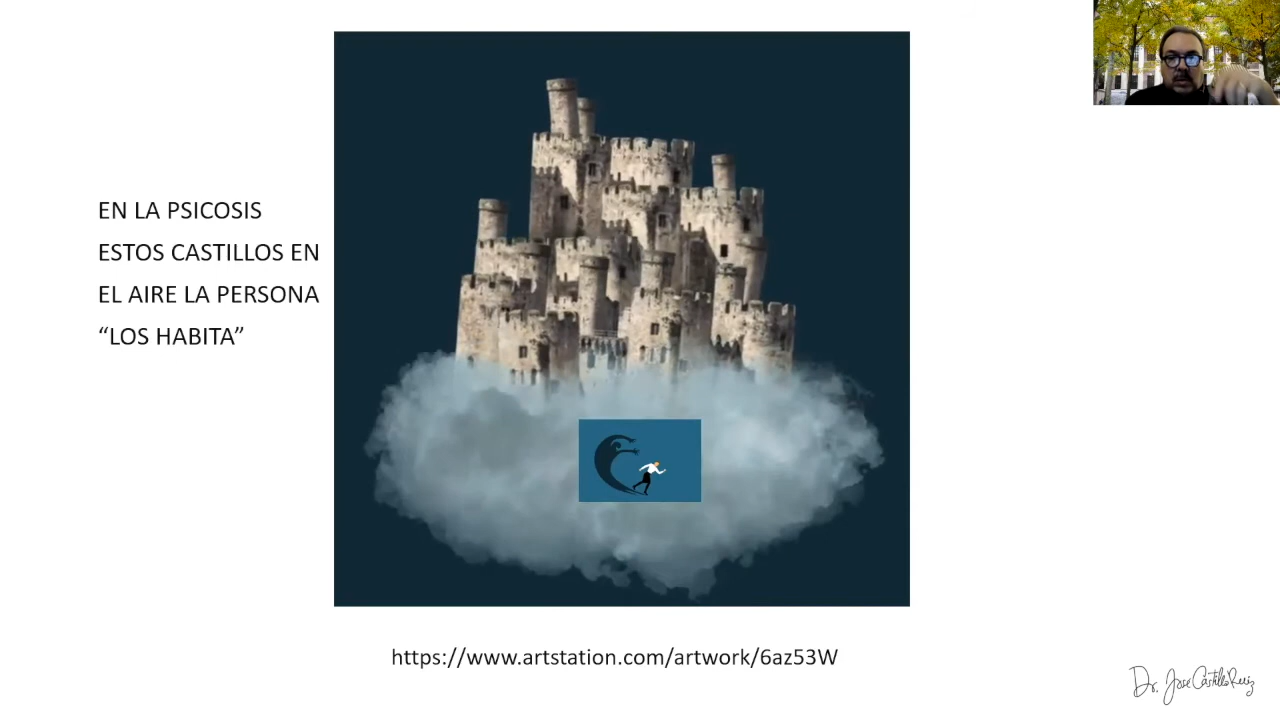 EN LA PSICOSIS
ESTOS CASTILLOS EN
EL AIRE LA PERSONA
“LOS HABITA”
https://www.artstation.com/artwork/6az53W
Dr. Jose Castillo Ruiz